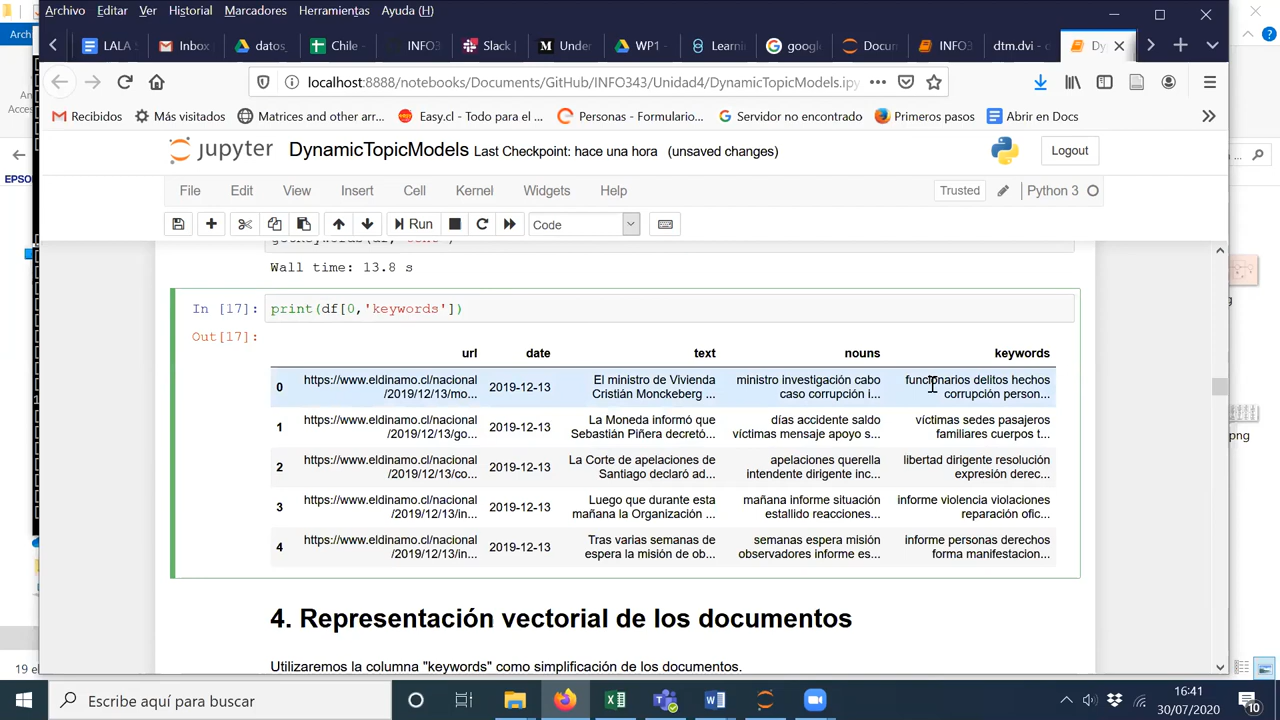 Archivo Editar Ver Historial Marcadores Herramientas Ayuda (H)
LALA Inbox datos_ Chile - INFO3 Slack Under WP1 - Learni googl Docum INFO3 dtm.dvi - Dy
localhost:8888/notebooks/Documents/GitHub/INFO343/Unidad4/DynamicTopicModels.ipy
Recibidos Más visitados Matrices and other arr... Easy.cl - Todo para el ... Personas - Formulario... Servidor no encontrado Primeros pasos Abrir en Docs
jupyter DynamicTopicModels Last Checkpoint: hace una hora (unsaved changes) Logout
File Edit View Insert Cell Kernel Widgets Help Trusted Python 3
Run Code
Wall time: 13.8 s
In [17]: print(df[0,'keywords'])
Out[17]:
url date text nouns keywords
0 https://www.eldinamo.cl/nacional 2019-12-13 El ministro de Vivienda ministro investigación cabo funcionarios delitos hechos
/2019/12/13/mo... Cristián Monckeberg ... caso corrupción i... corrupción person...
1 https://www.eldinamo.cl/nacional 2019-12-13 La Moneda informó que días accidente saldo víctimas sedes pasajeros
/2019/12/13/go... Sebastián Piñera decretó... víctimas mensaje apoyo s... familiares cuerpos t...
2 https://www.eldinamo.cl/nacional 2019-12-13 La Corte de apelaciones de apelaciones querella libertad dirigente resolución
/2019/12/13/co... Santiago declaró ad... intendente dirigente inc... expresión derec...
3 https://www.eldinamo.cl/nacional 2019-12-13 Luego que durante esta mañana informe situación informe violencia violaciones
/2019/12/13/in... mañana la Organización ... estallido reacciones... reparación ofic...
4 https://www.eldinamo.cl/nacional 2019-12-13 Tras varias semanas de semanas espera misión informe personas derechos
/2019/12/13/in... espera la misión de ob... observadores informe es... forma manifestacion...
4. Representación vectorial de los documentos
Utilizaremos la columna "keywords" como simplificación de los documentos.
Escribe aquí para buscar
16:41
30/07/2020
10
Arch
Acces
EPSO
19 el
png